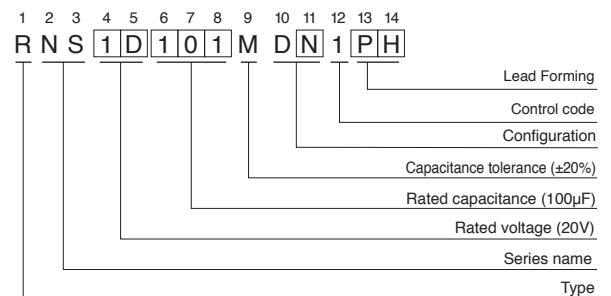 1 2 3 4 5 6 7 8 9 10 11 12 13 14
R N S 1 D 1 0 1 M D N 1 P H
Lead Forming
Control code
Configuration
Capacitance tolerance (±20%)
Rated capacitance (100µF)
Rated voltage (20V)
Series name
Type